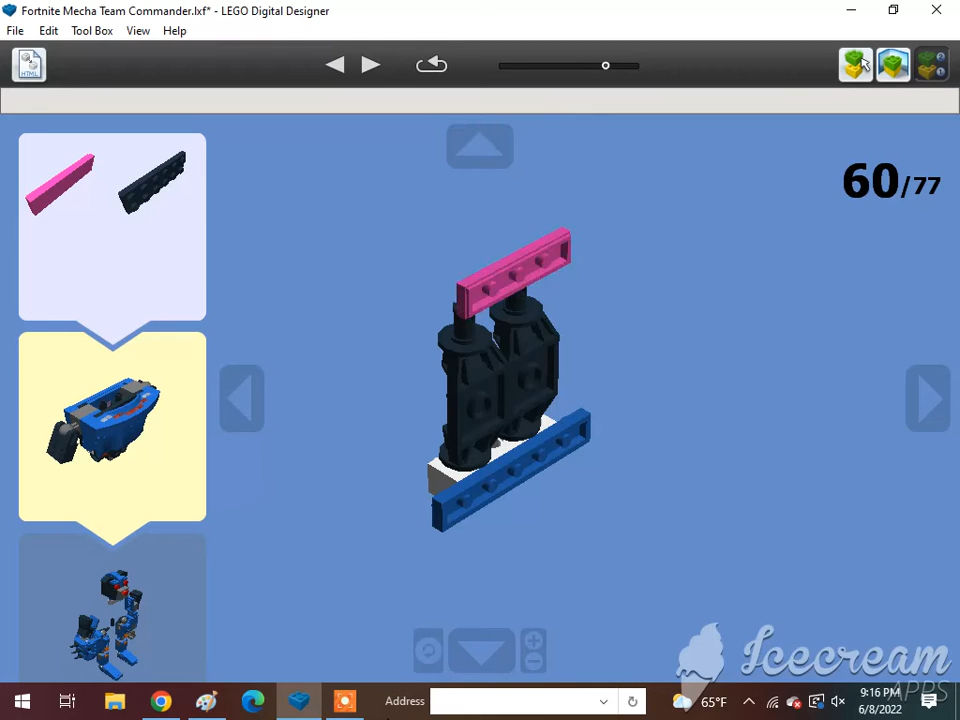 Fortnite Mecha Team Commander.lxf* - LEGO Digital Designer
File Edit Tool Box View Help
HTML
60/77
Icecream
APPS
Address
65°F
9:16 PM
6/8/2022